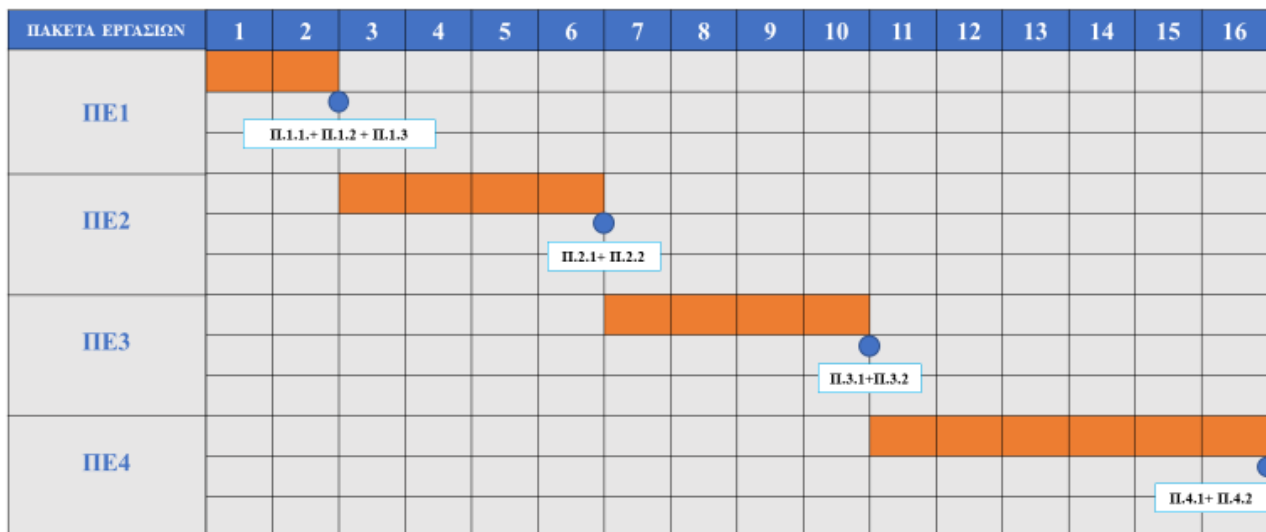 ΠΑΚΕΤΑ ΕΡΓΑΣΙΩΝ 1 2 3 4 5 6 7 8 9 10 11 12 13 14 15 16
ΠΕ1
Π.1.1.+ Π.1.2 + Π.1.3
ΠΕ2
Π.2.1+ Π.2.2
ΠΕ3
Π.3.1+Π.3.2
ΠΕ4
Π.4.1+ Π.4.2